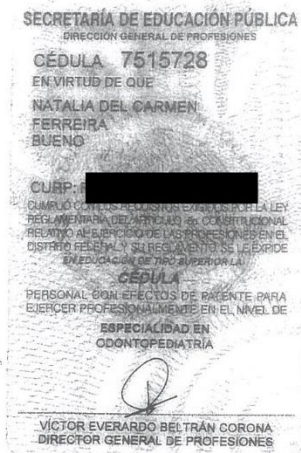 SECRETARÍA DE EDUCACIÓN PÚBLICA
DIRECCIÓN GENERAL DE PROFESIONES
CÉDULA 7515728
EN VIRTUD DE QUE
NATALIA DEL CARMEN
FERREIRA
BUENO
CURP:
CUMPLIÓ CON LOS REQUISITOS EXIGIDOS POR LA LEY
REGLAMENTARIA DEL ARTÍCULO 5o. CONSTITUCIONAL
RELATIVO AL EJERCICIO DE LAS PROFESIONES EN EL
DISTRITO FEDERAL Y SU REGLAMENTO SE LE EXPIDE
EN EDUCACIÓN DE TIPO SUPERIOR LA
CÉDULA
PERSONAL CON EFECTOS DE PATENTE PARA
EJERCER PROFESIONALMENTE EN EL NIVEL DE
ESPECIALIDAD EN
ODONTOPEDIATRÍA
VÍCTOR EVERARDO BELTRÁN CORONA
DIRECTOR GENERAL DE PROFESIONES